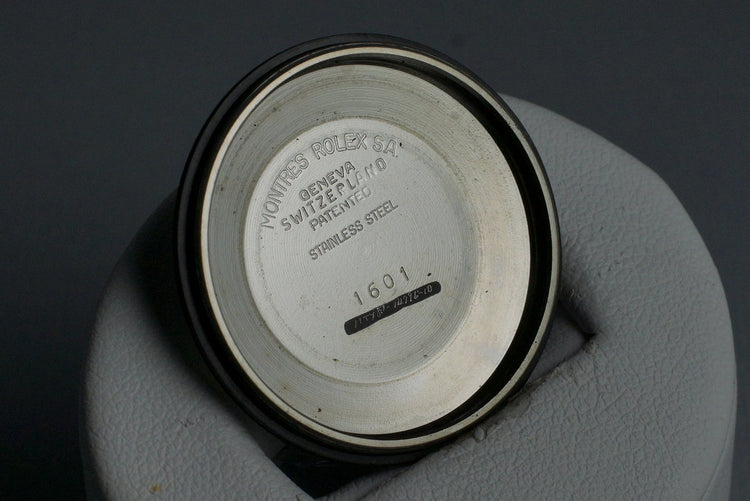 MONTRES ROLEX S.A.
GENEVA
SWITZERLAND
PATENTED
STAINLESS STEEL
1601